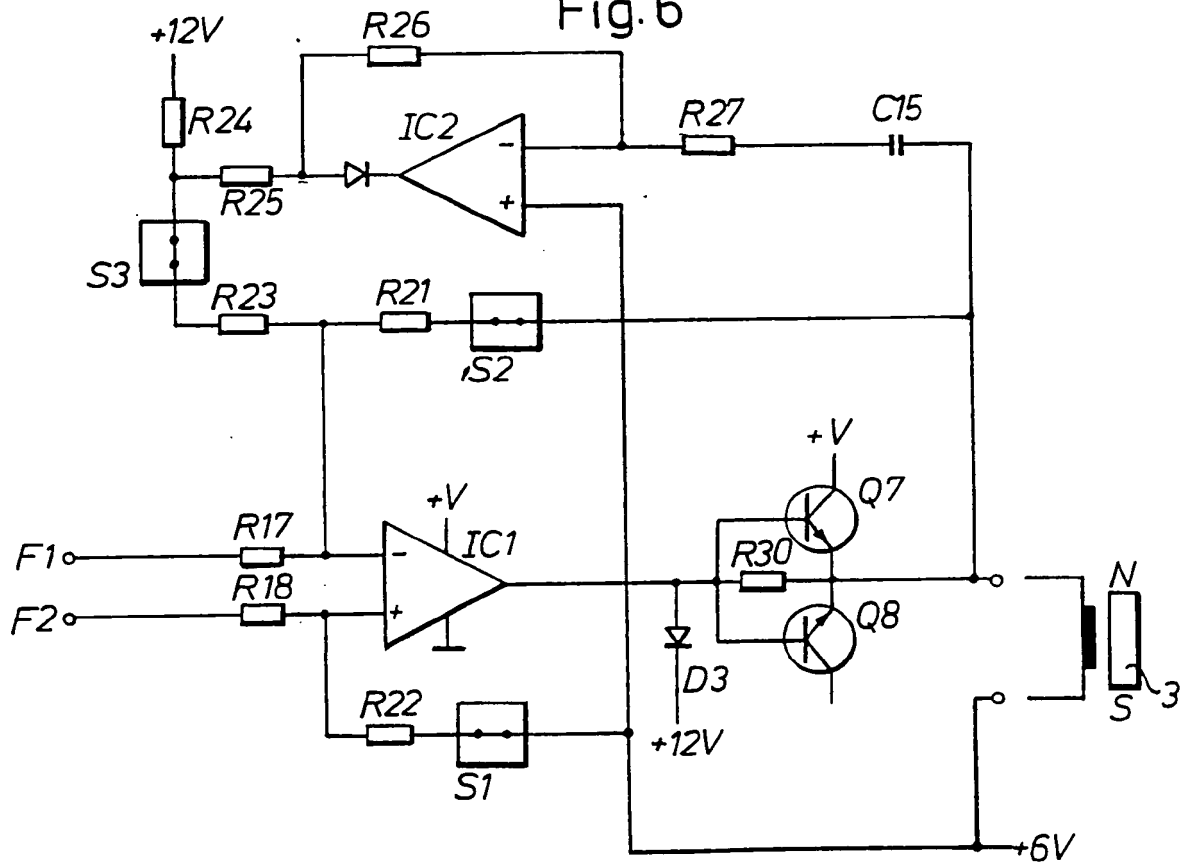 Fig. 6
+12V
R26
R24
IC2
R27
C15
−
+
R25
S3
R23
R21
S2
+V
Q7
+V
IC1
R17
F1
−
R30
N
R18
F2
+
Q8
D3
3
S
R22
+12V
S1
+6V